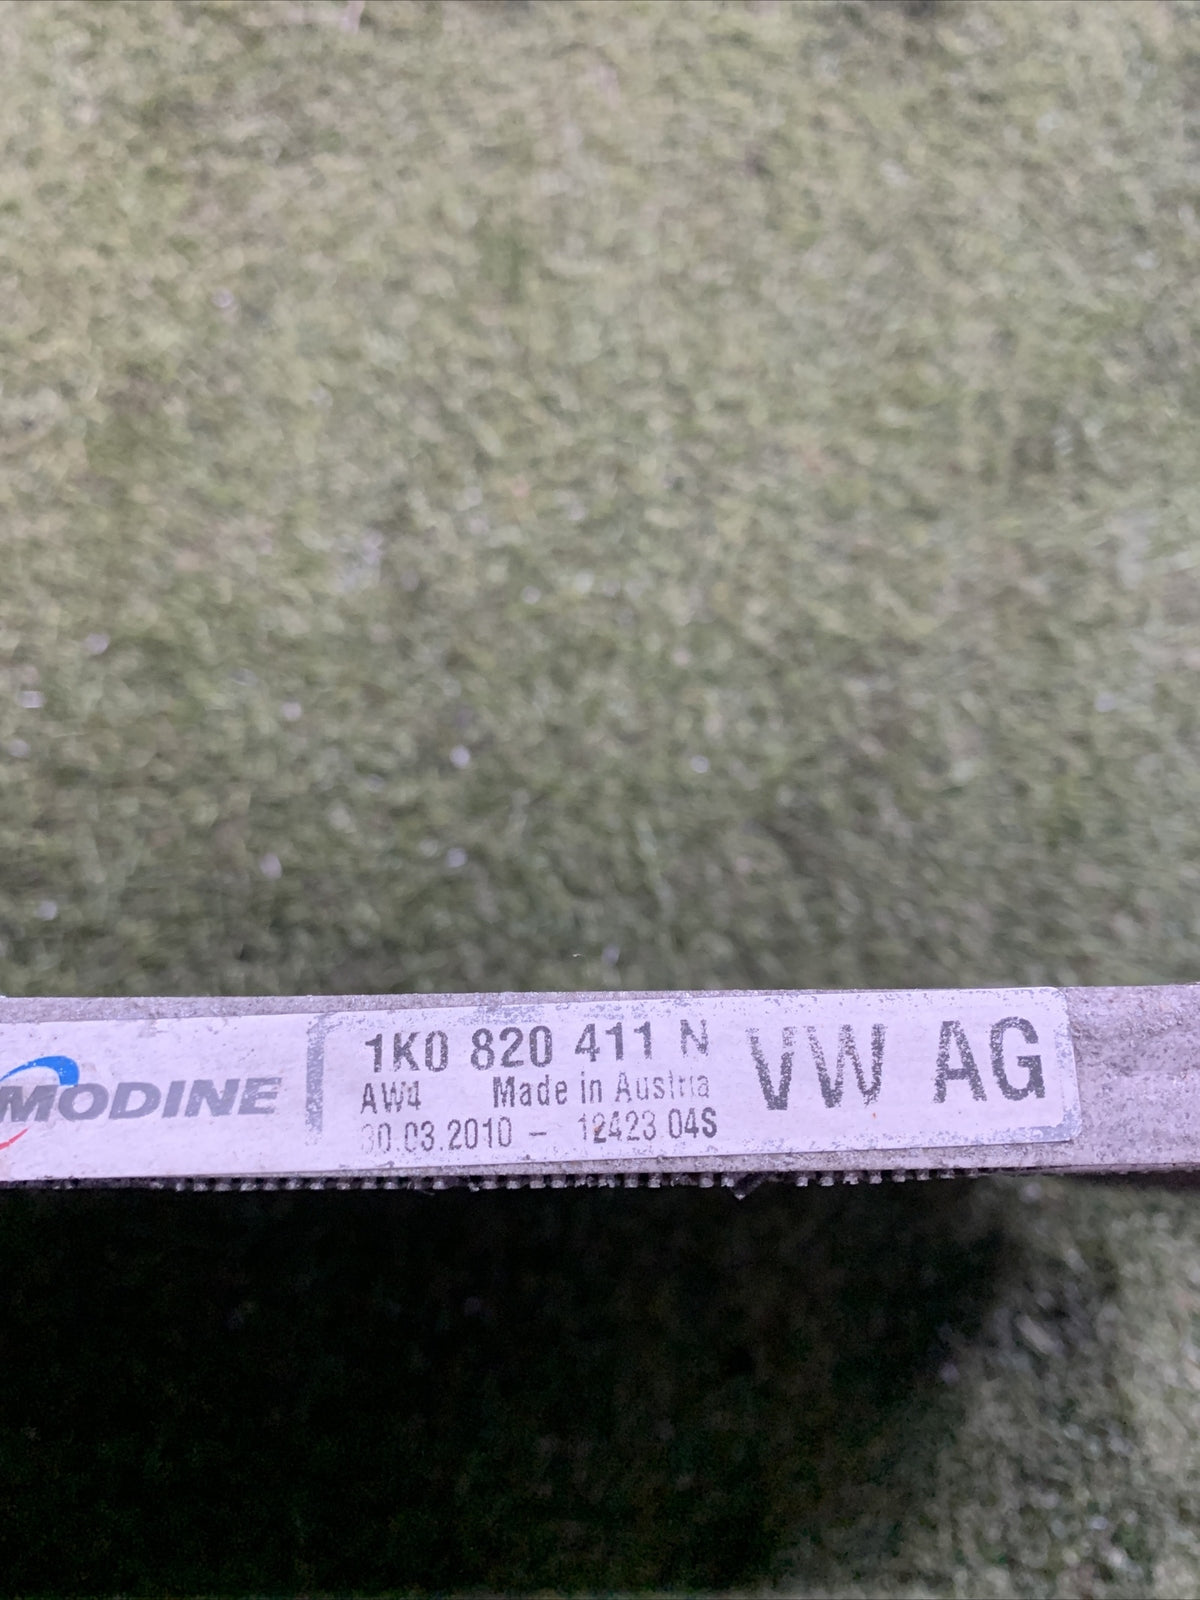 MODINE
1K0 820 411 N
AW4 Made in Austria
30.03.2010 - 12423 04S
VW AG